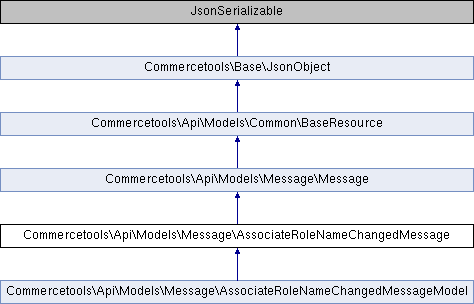 JsonSerializable
Commercetools\Base\JsonObject
Commercetools\Api\Models\Common\BaseResource
Commercetools\Api\Models\Message\Message
Commercetools\Api\Models\Message\AssociateRoleNameChangedMessage
Commercetools\Api\Models\Message\AssociateRoleNameChangedMessageModel